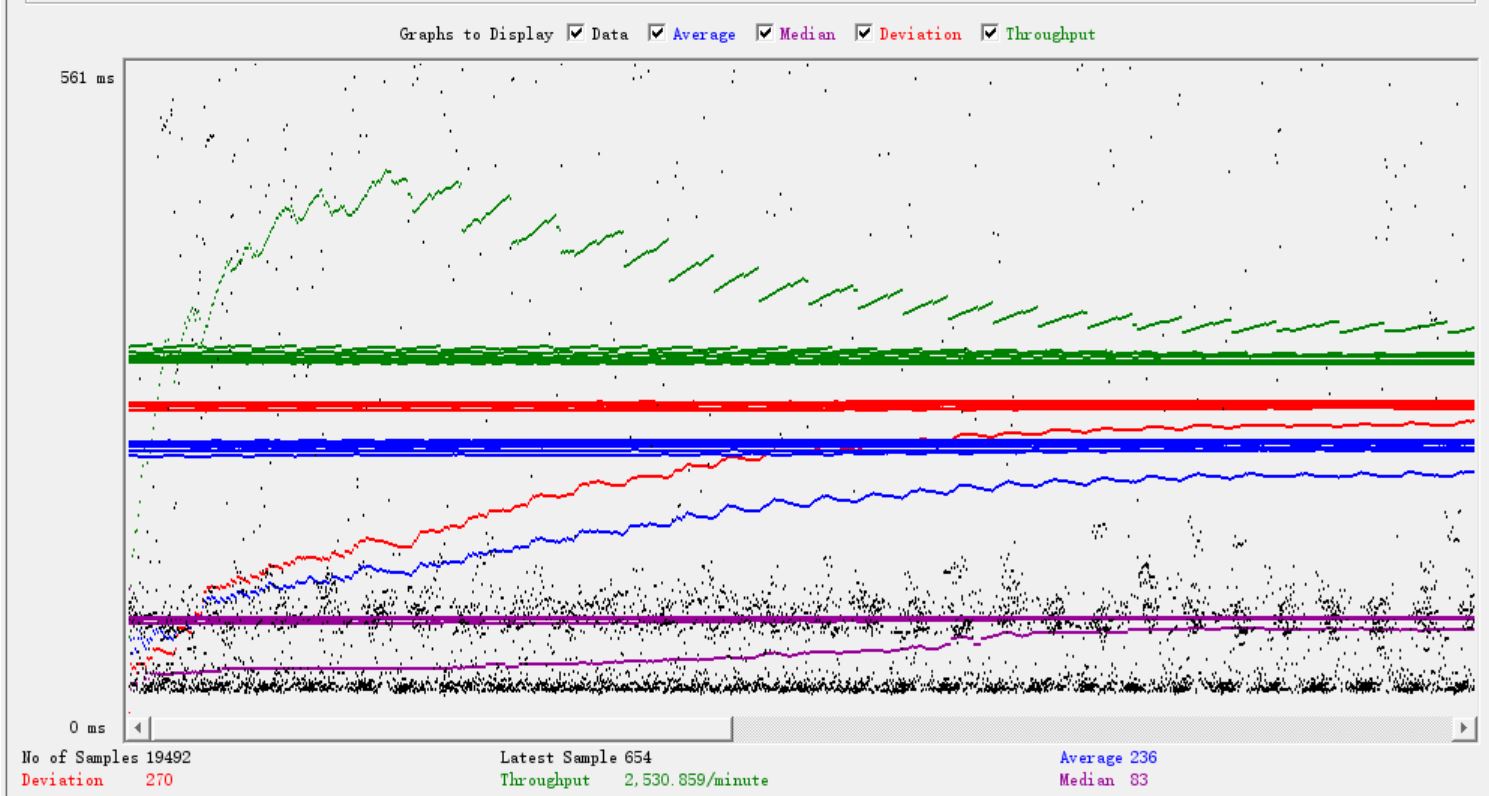 Graphs to Display Data Average Median Deviation Throughput
561 ms
0 ms
No of Samples 19492 Latest Sample 654 Average 236
Deviation 270 Throughput 2,530.859/minute Median 83